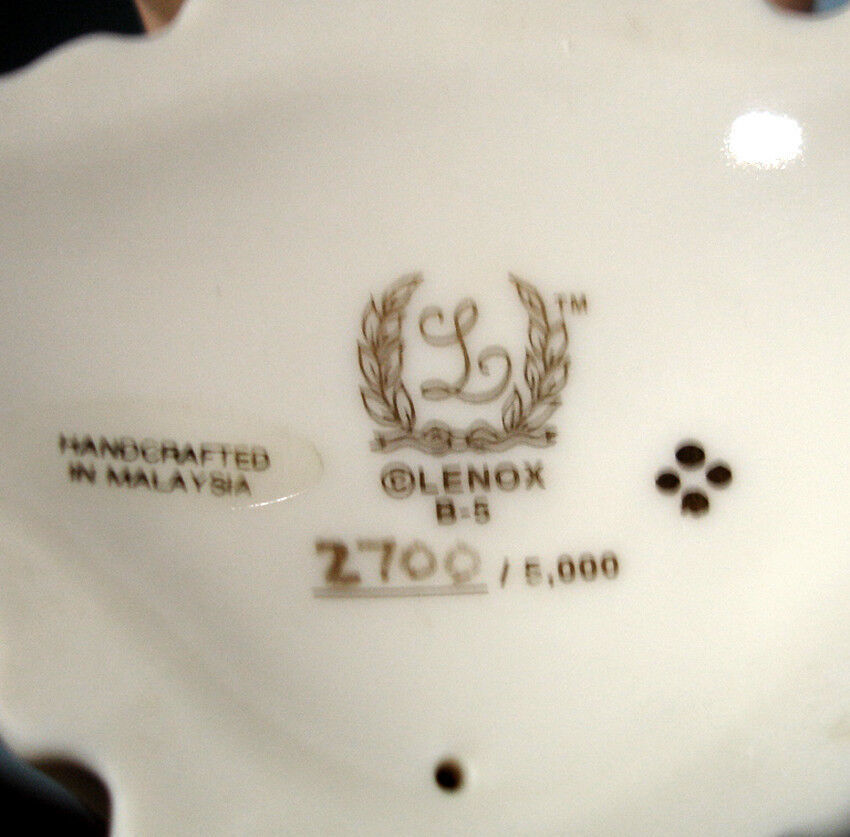 L ™
HANDCRAFTED
IN MALAYSIA
©LENOX
B-5
2700 / 5,000